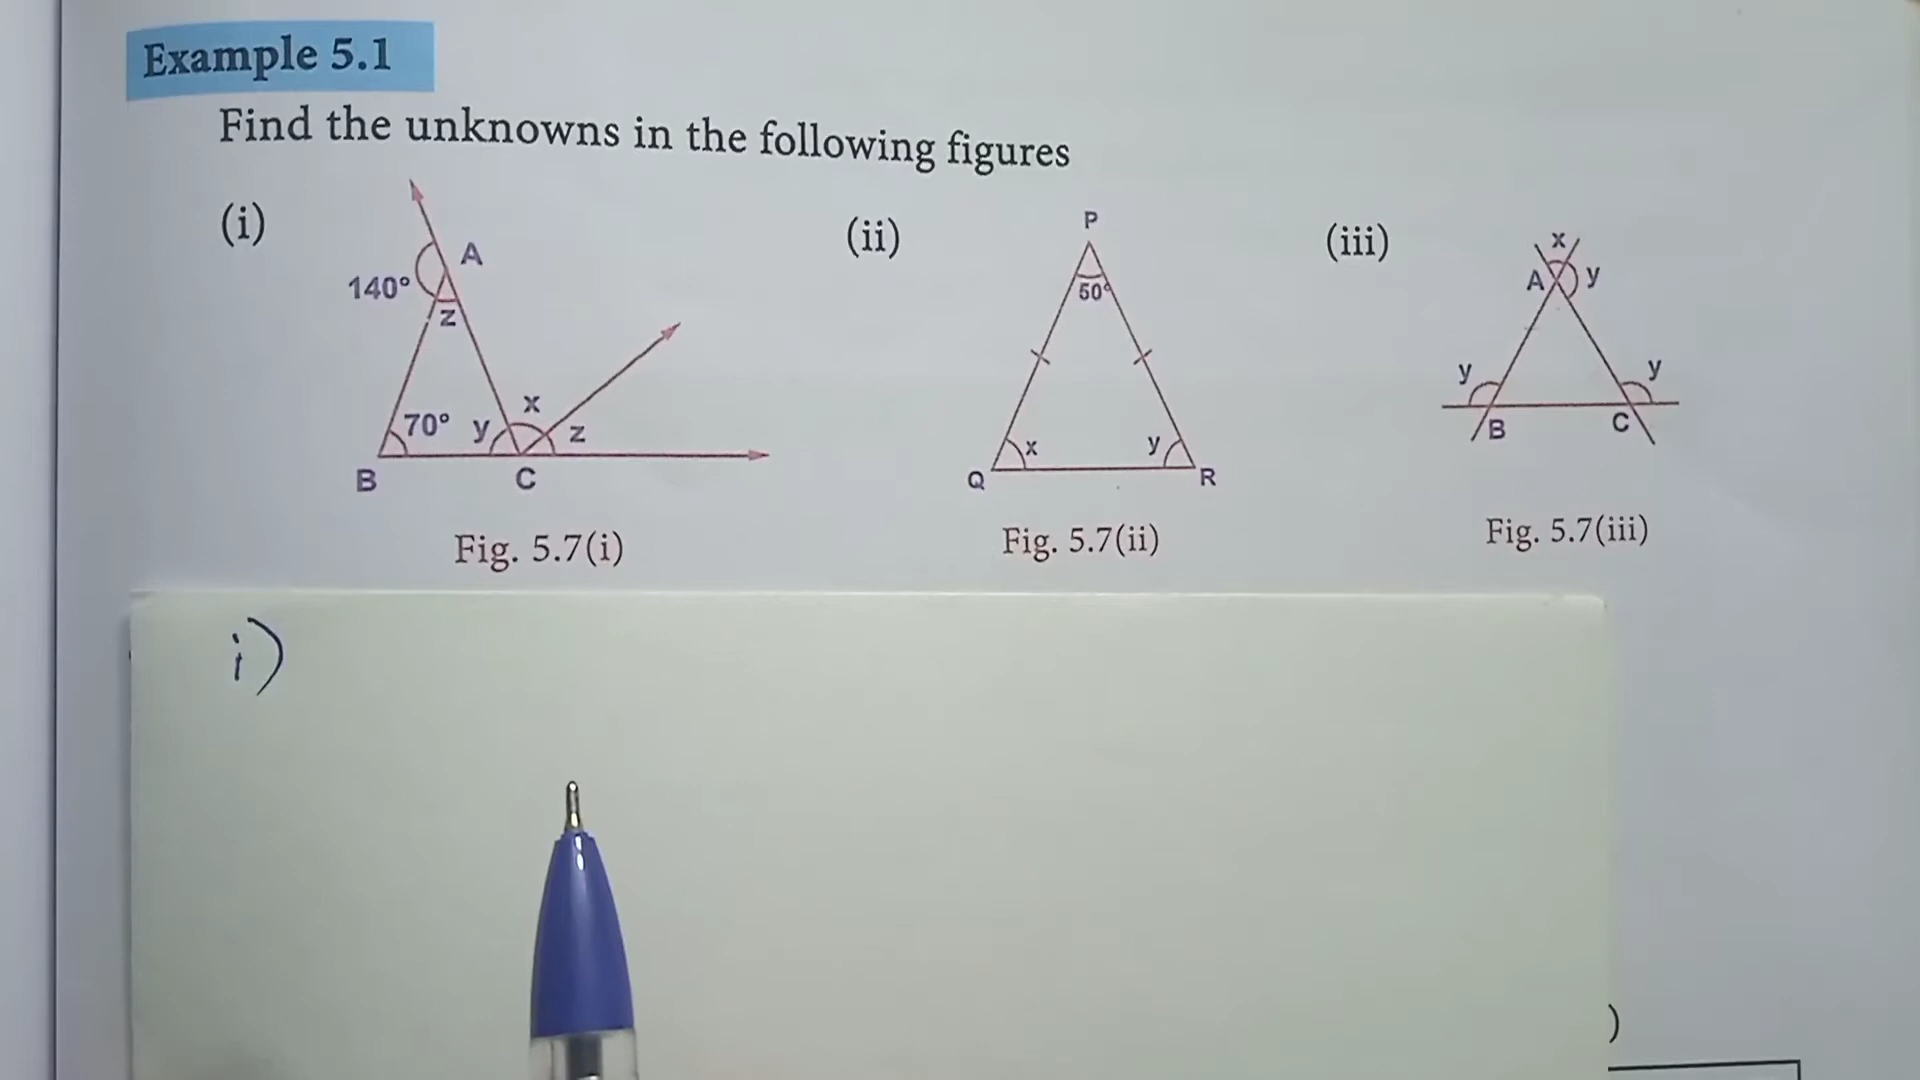 Example 5.1
Find the unknowns in the following figures
(i)
A
140°
z
x
70°
y
z
B
C
Fig. 5.7(i)
(ii)
P
50°
x
y
Q
R
Fig. 5.7(ii)
(iii)
x
A
y
y
y
B
C
Fig. 5.7(iii)
i)
)